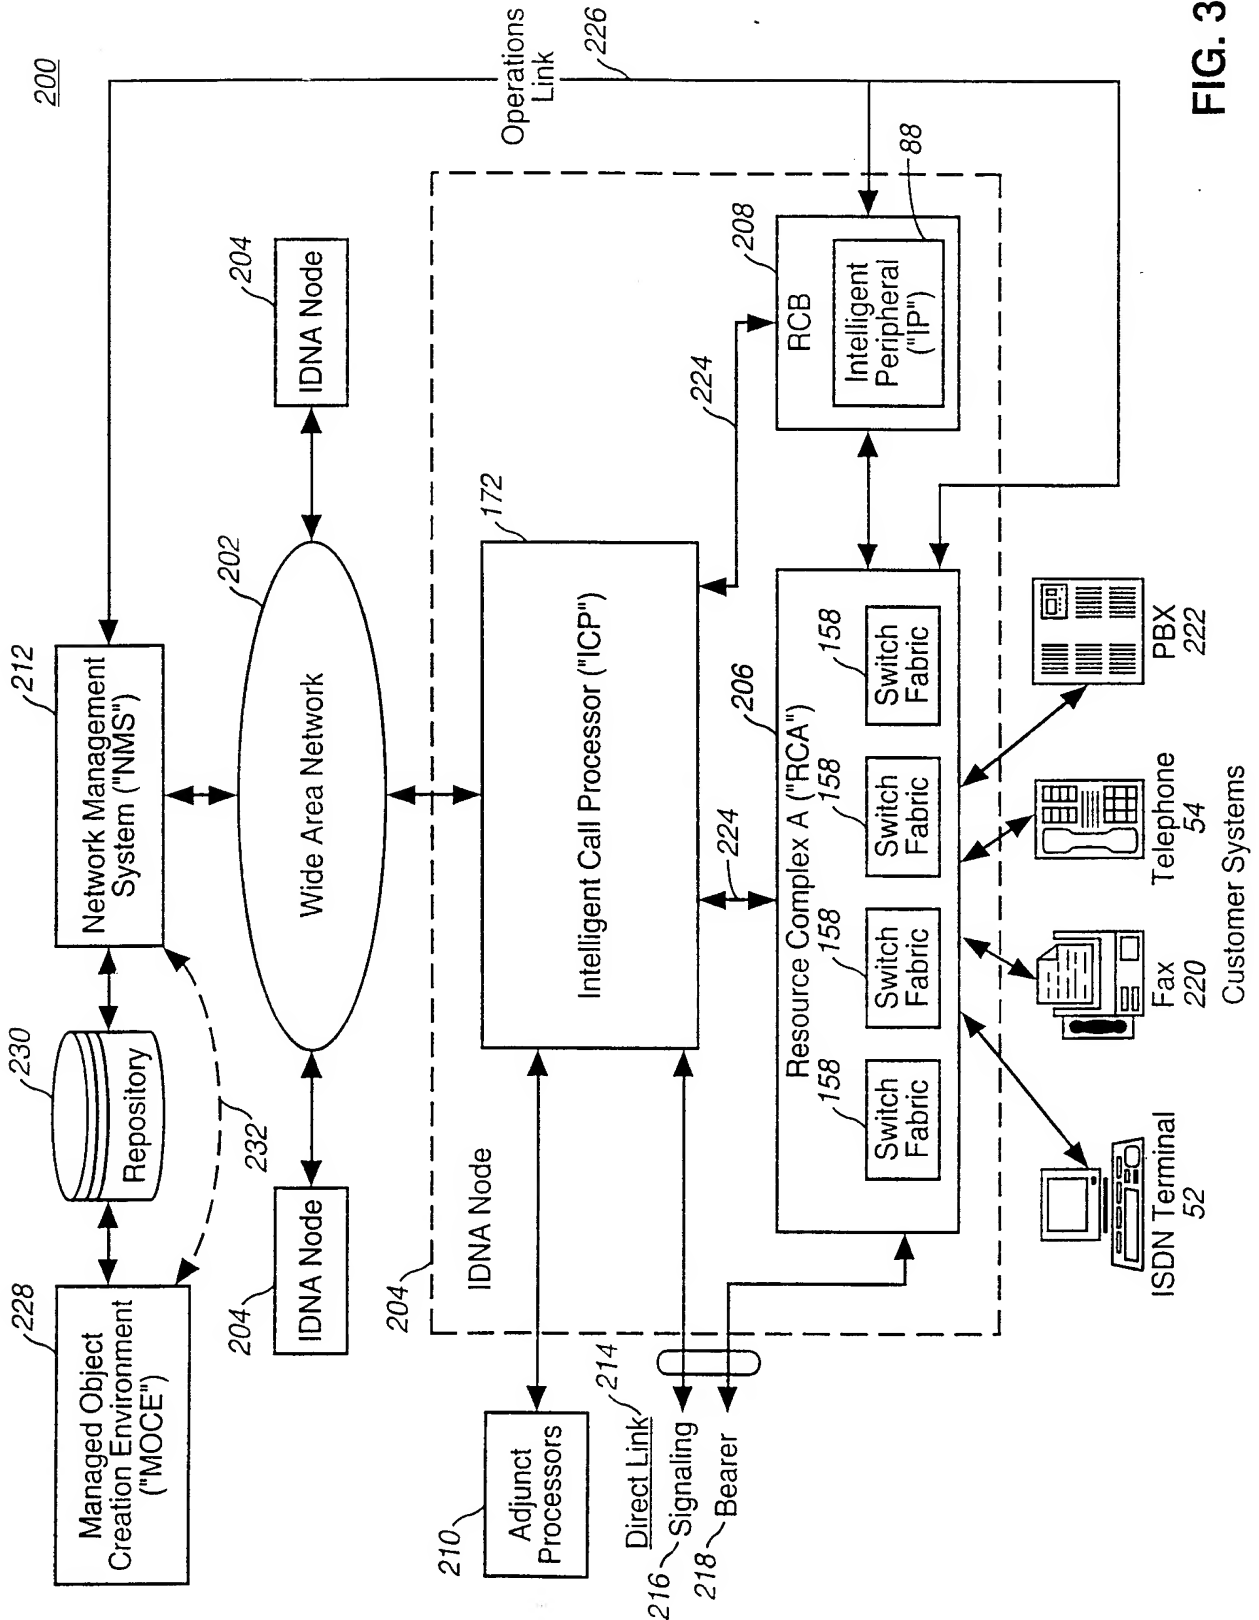 200
228
Managed Object
Creation Environment
("MOCE")
230
Repository
232
212
Network Management
System ("NMS")
204
IDNA Node
202
Wide Area Network
204
IDNA Node
Operations
Link
226
204
IDNA Node
210
Adjunct
Processors
172
Intelligent Call Processor ("ICP")
Direct Link
214
216
Signaling
218
Bearer
224
224
206
Resource Complex A ("RCA")
158
Switch
Fabric
158
Switch
Fabric
158
Switch
Fabric
158
Switch
Fabric
208
RCB
Intelligent
Peripheral
("IP")
88
ISDN Terminal
52
Fax
220
Telephone
54
PBX
222
Customer Systems
FIG. 3